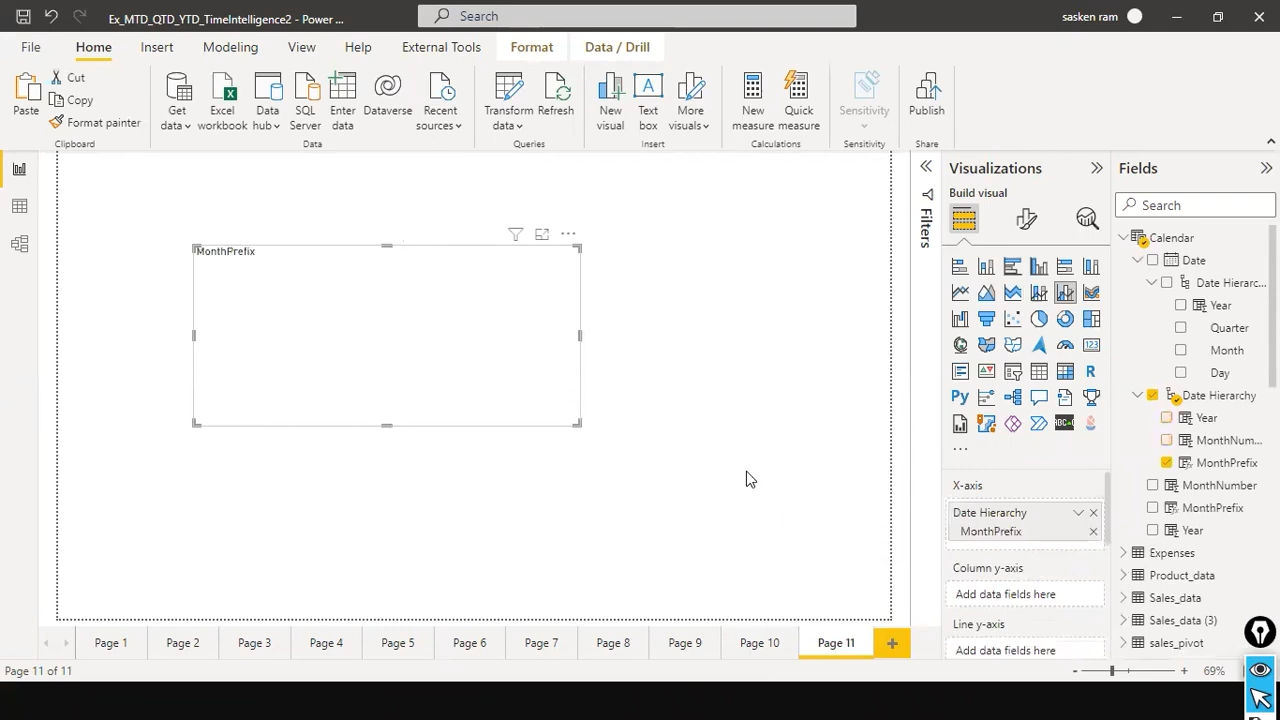 Ex_MTD_QTD_YTD_TimeIntelligence2 - Power ...
Search
sasken ram
File
Home
Insert
Modeling
View
Help
External Tools
Format
Data / Drill
Paste
Cut
Copy
Format painter
Clipboard
Get data
Excel workbook
Data hub
SQL Server
Enter data
Dataverse
Recent sources
Data
Transform data
Refresh
Queries
New visual
Text box
More visuals
Insert
New measure
Quick measure
Calculations
Sensitivity
Sensitivity
Publish
Share
MonthPrefix
Filters
Visualizations
Build visual
123
R
Py
ABC
...
X-axis
Date Hierarchy
MonthPrefix
Column y-axis
Add data fields here
Line y-axis
Add data fields here
Fields
Search
Calendar
Date
Date Hierarc...
Year
Quarter
Month
Day
Date Hierarchy
Year
MonthNum...
MonthPrefix
MonthNumber
MonthPrefix
Year
Expenses
Product_data
Sales_data
Sales_data (3)
sales_pivot
Page 1
Page 2
Page 3
Page 4
Page 5
Page 6
Page 7
Page 8
Page 9
Page 10
Page 11
Page 11 of 11
69%